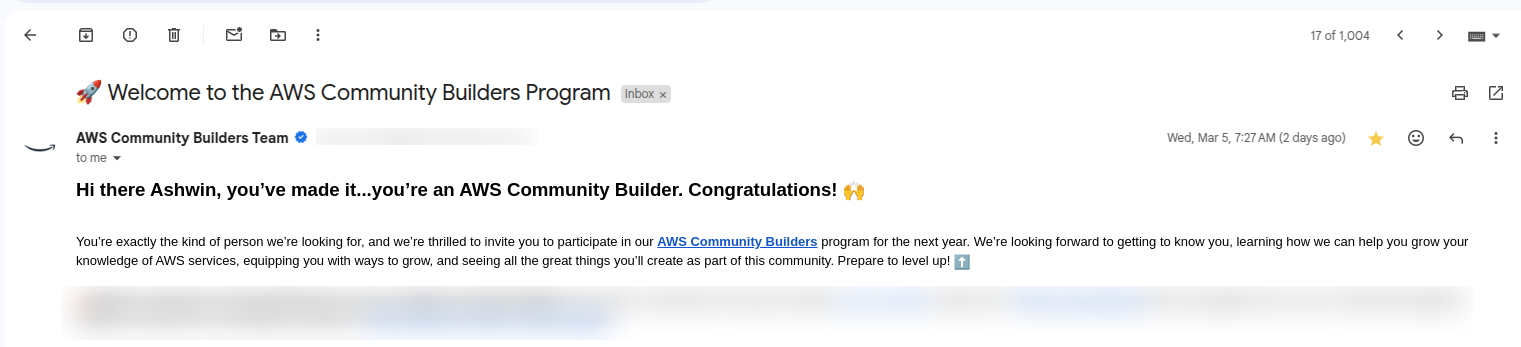 17 of 1,004
🚀 Welcome to the AWS Community Builders Program Inbox ×
AWS Community Builders Team Wed, Mar 5, 7:27 AM (2 days ago)
to me
Hi there Ashwin, you’ve made it...you’re an AWS Community Builder. Congratulations! 🙌
You’re exactly the kind of person we’re looking for, and we’re thrilled to invite you to participate in our AWS Community Builders program for the next year. We’re looking forward to getting to know you, learning how we can help you grow your
knowledge of AWS services, equipping you with ways to grow, and seeing all the great things you’ll create as part of this community. Prepare to level up! ⬆️